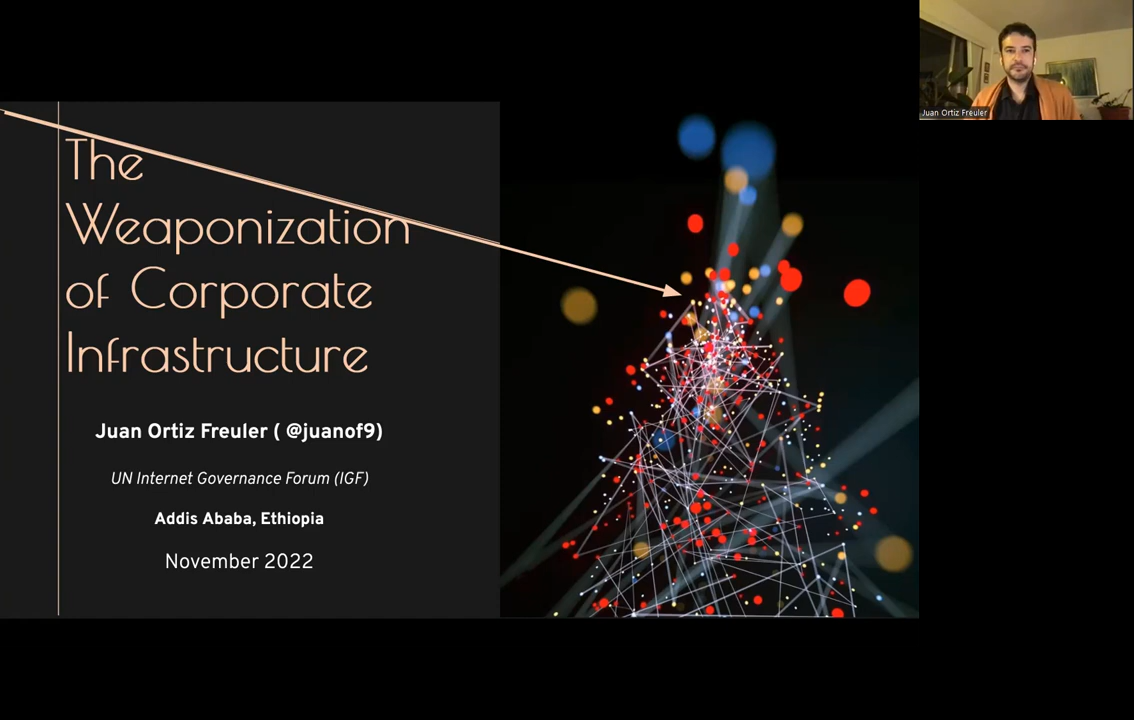 The
Weaponization
of Corporate
Infrastructure
Juan Ortiz Freuler ( @juanof9)
UN Internet Governance Forum (IGF)
Addis Ababa, Ethiopia
November 2022
Juan Ortiz Freuler